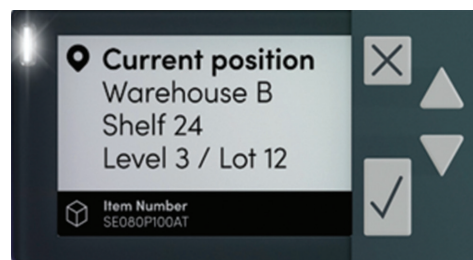 Current position
Warehouse B
Shelf 24
Level 3 / Lot 12
Item Number
SE080P100AT